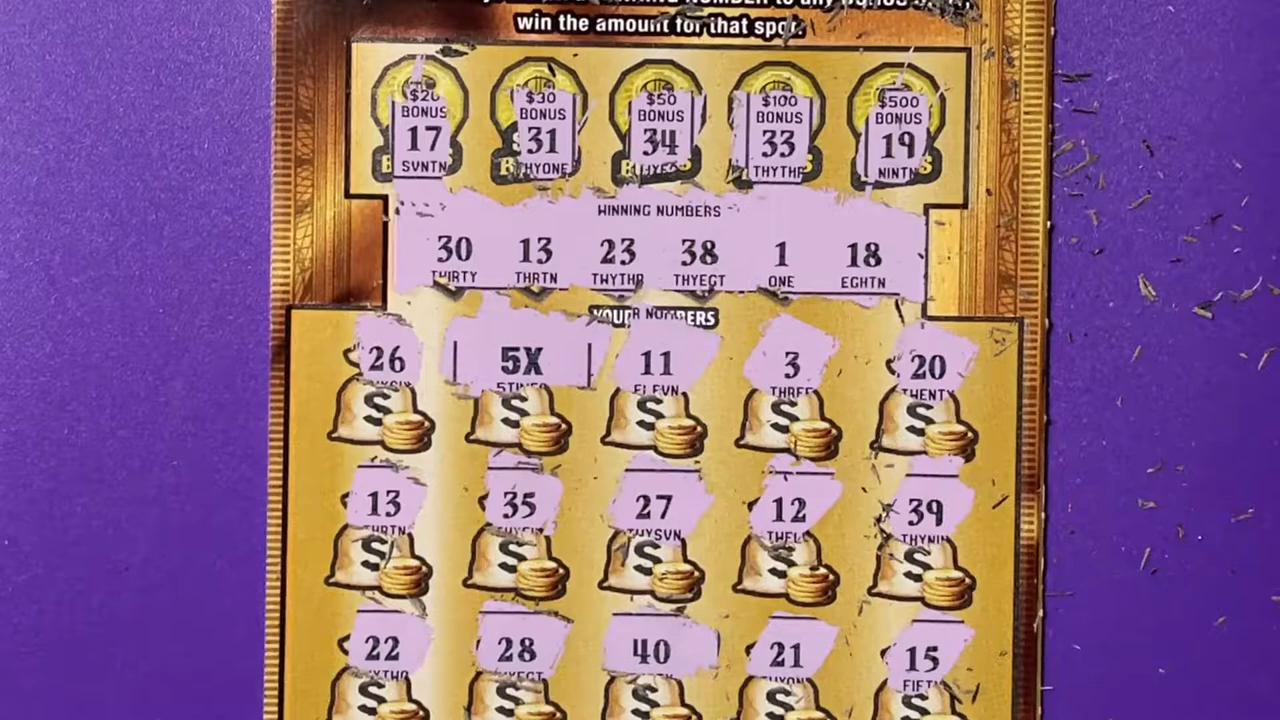 win the amount for that spot.
$20 $30 $50 $100 $500
BONUS BONUS BONUS BONUS BONUS
17 31 34 33 19
SVNTN THYONE THYTHR NINTN
WINNING NUMBERS
30 13 23 38 1 18
THIRTY THRTN TWYTHR THYEGT ONE EGHTN
YOUR NUMBERS
26 5X 11 3 20
ELEVN THREE TWENTY
13 35 27 12 39
THRTN TWYSVN
22 28 40 21 15